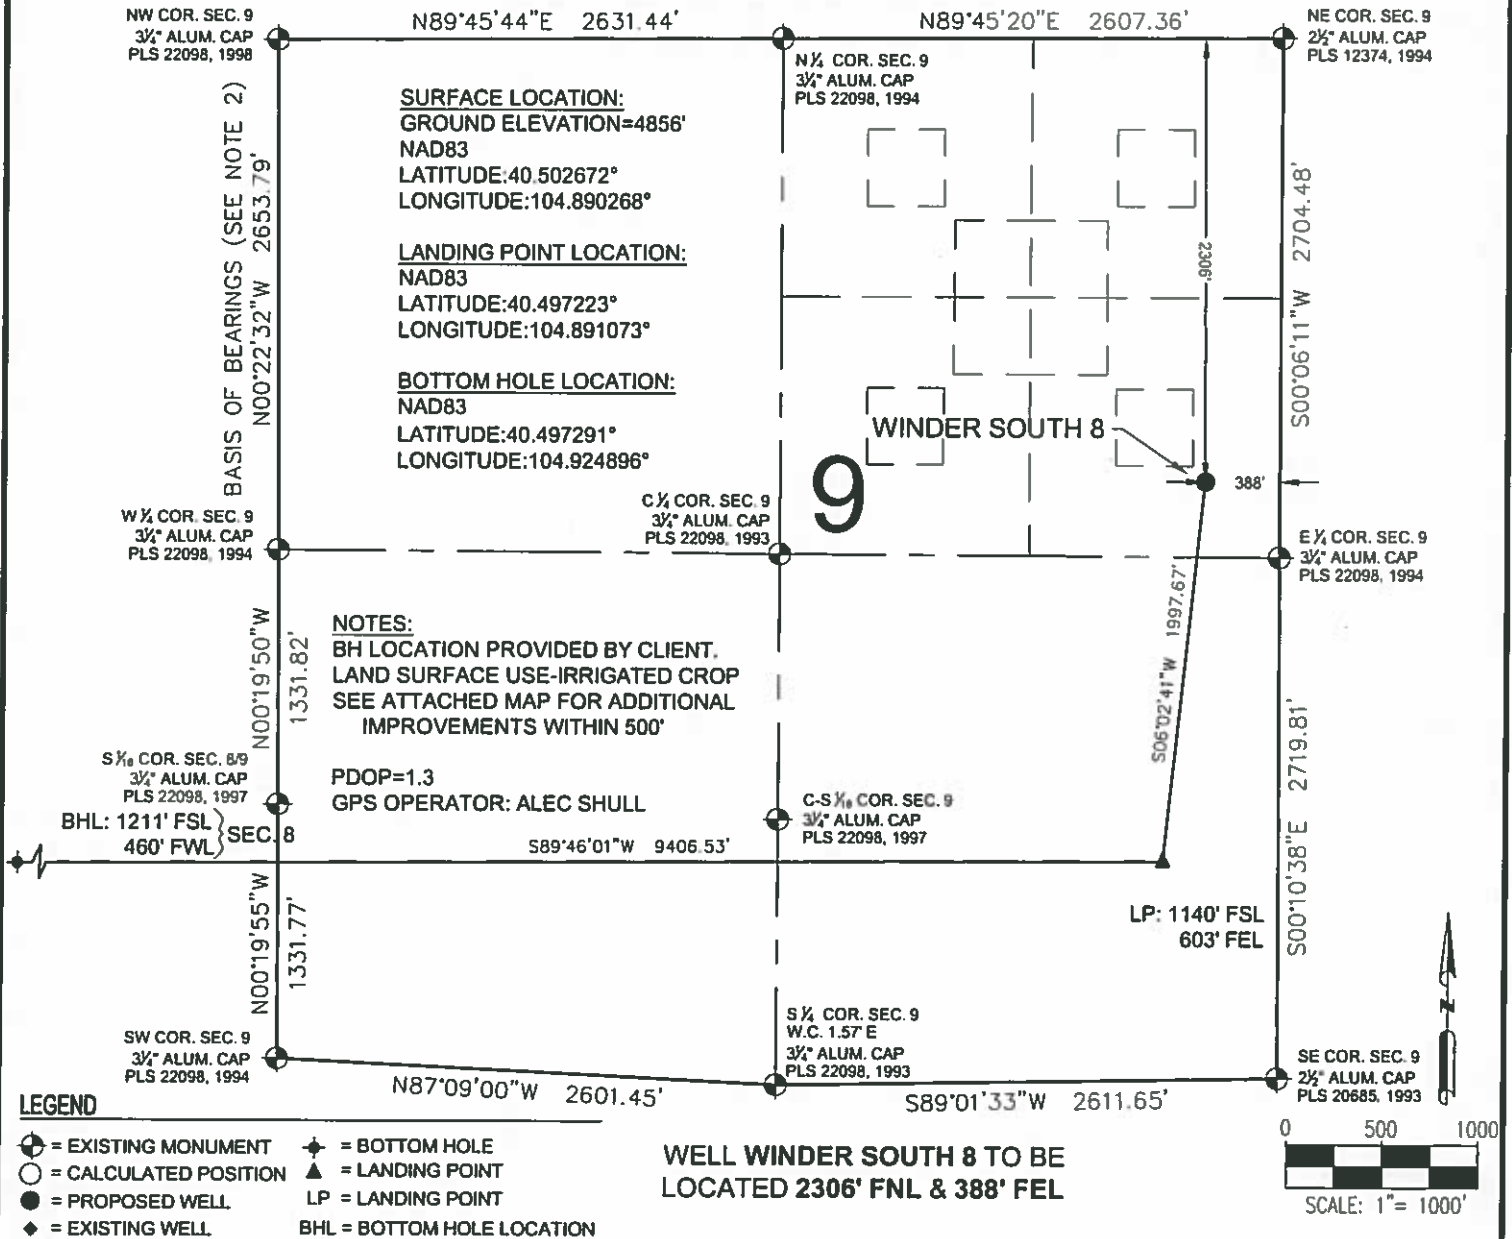 NW COR. SEC. 9
3¼" ALUM. CAP
PLS 22098, 1998
N89°45'44"E 2631.44'
N89°45'20"E 2607.36'
NE COR. SEC. 9
2½" ALUM. CAP
PLS 12374, 1994
N¼ COR. SEC. 9
3¼" ALUM. CAP
PLS 22098, 1994
BASIS OF BEARINGS (SEE NOTE 2)
N00°22'32"W 2653.79'
SURFACE LOCATION:
GROUND ELEVATION=4856'
NAD83
LATITUDE:40.502672°
LONGITUDE:104.890268°
LANDING POINT LOCATION:
NAD83
LATITUDE:40.497223°
LONGITUDE:104.891073°
BOTTOM HOLE LOCATION:
NAD83
LATITUDE:40.497291°
LONGITUDE:104.924896°
2306'
S00°06'11"W 2704.48'
WINDER SOUTH 8
388'
9
W¼ COR. SEC. 9
3¼" ALUM. CAP
PLS 22098, 1994
C¼ COR. SEC. 9
3¼" ALUM. CAP
PLS 22098, 1993
E¼ COR. SEC. 9
3¼" ALUM. CAP
PLS 22098, 1994
N00°19'50"W
1331.82'
NOTES:
BH LOCATION PROVIDED BY CLIENT.
LAND SURFACE USE-IRRIGATED CROP
SEE ATTACHED MAP FOR ADDITIONAL
IMPROVEMENTS WITHIN 500'
PDOP=1.3
GPS OPERATOR: ALEC SHULL
S06°02'41"W 1997.67'
S00°10'38"E 2719.81'
S 1/16 COR. SEC. 8/9
3¼" ALUM. CAP
PLS 22098, 1997
BHL: 1211' FSL
460' FWL
SEC. 8
C-S 1/16 COR. SEC. 9
3¼" ALUM. CAP
PLS 22098, 1997
S89°46'01"W 9406.53'
LP: 1140' FSL
603' FEL
N00°19'55"W
1331.77'
N
SW COR. SEC. 9
3¼" ALUM. CAP
PLS 22098, 1994
S¼ COR. SEC. 9
W.C. 1.57' E
3¼" ALUM. CAP
PLS 22098, 1993
SE COR. SEC. 9
2½" ALUM. CAP
PLS 20685, 1993
N87°09'00"W 2601.45'
S89°01'33"W 2611.65'
LEGEND
= EXISTING MONUMENT
= CALCULATED POSITION
= PROPOSED WELL
= EXISTING WELL
= BOTTOM HOLE
= LANDING POINT
LP = LANDING POINT
BHL = BOTTOM HOLE LOCATION
WELL WINDER SOUTH 8 TO BE
LOCATED 2306' FNL & 388' FEL
0 500 1000
SCALE: 1"= 1000'